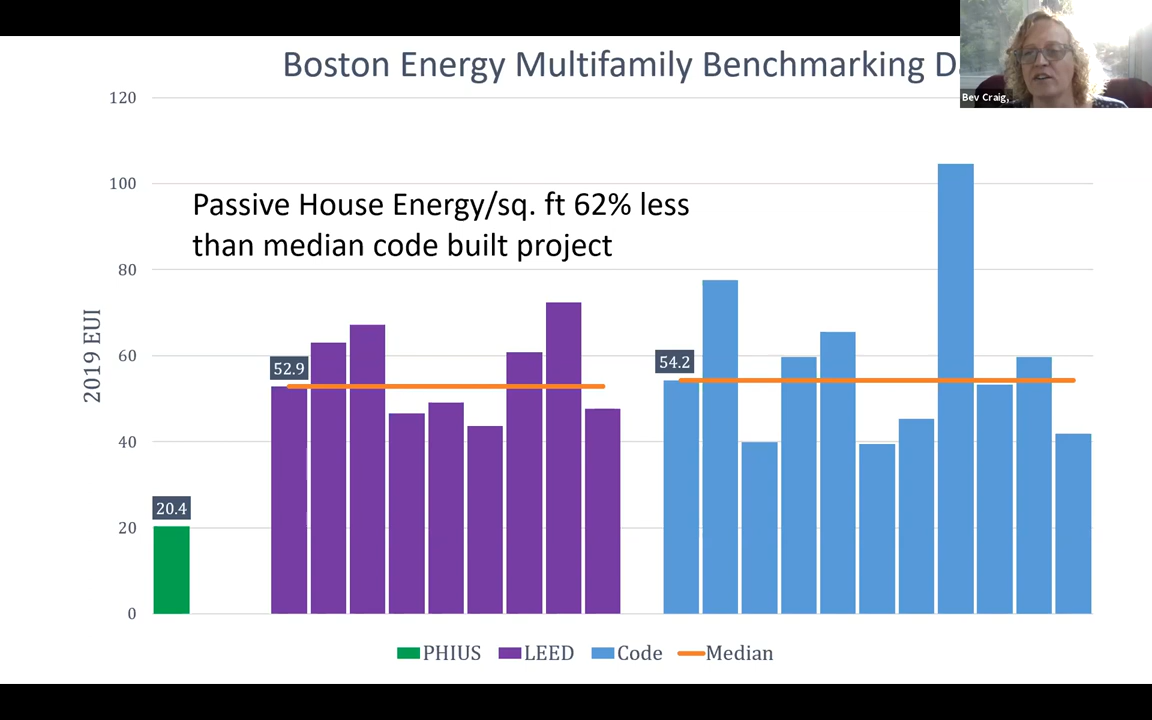 Boston Energy Multifamily Benchmarking
Bev Craig,
120
100
80
60
40
20
0
2019 EUI
Passive House Energy/sq. ft 62% less
than median code built project
20.4
52.9
54.2
PHIUS LEED Code Median